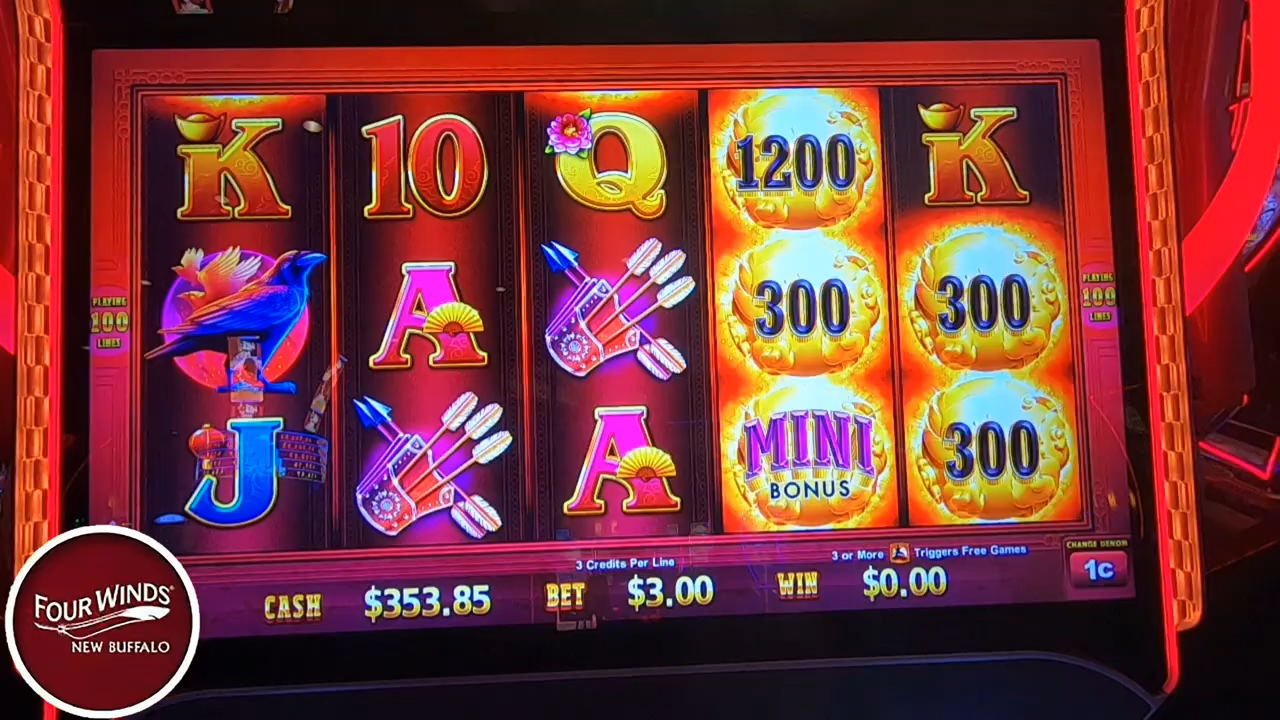 K 10 Q 1200 K
A 300 300
J A MINI 300
BONUS
PLAYING
100
LINES
PLAYING
100
LINES
3 Credits Per Line
3 or More Triggers Free Games
CHANGE DENOM
1¢
CASH $353.85 BET $3.00 WIN $0.00
FOUR WINDS®
NEW BUFFALO